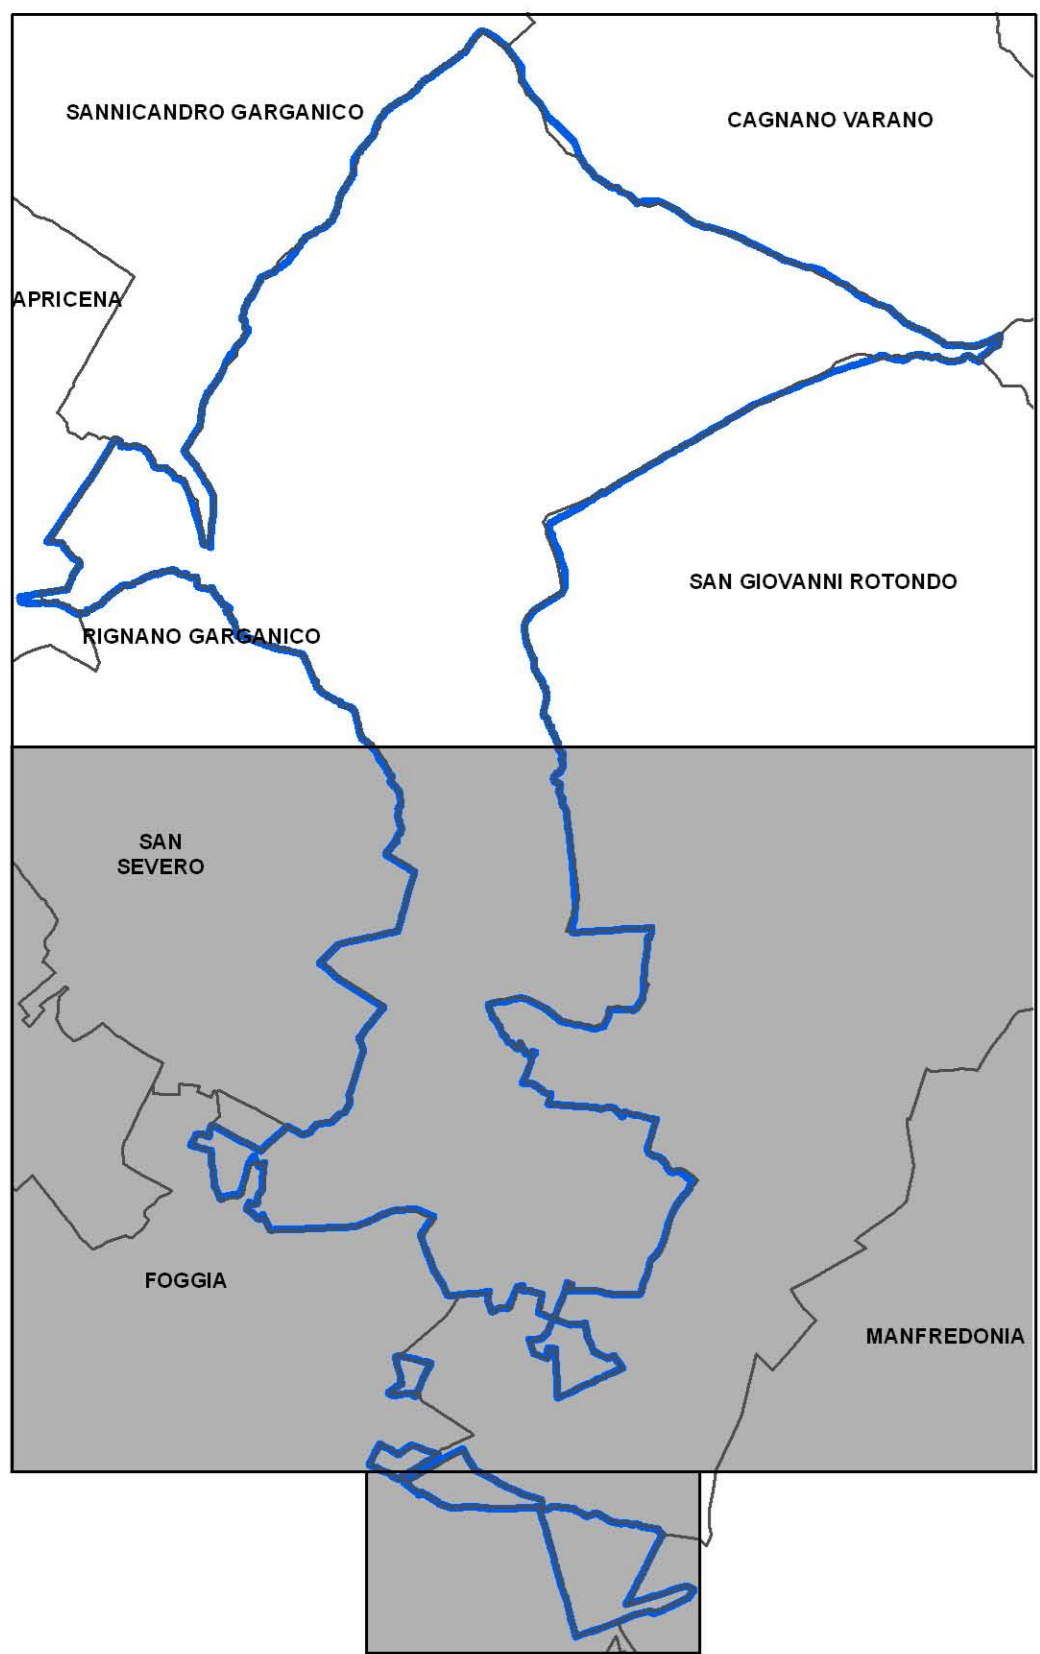 SANNICANDRO GARGANICO
CAGNANO VARANO
APRICENA
SAN GIOVANNI ROTONDO
RIGNANO GARGANICO
SAN
SEVERO
FOGGIA
MANFREDONIA